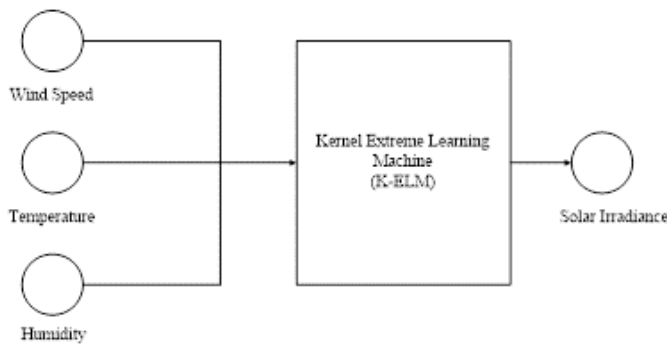 Wind Speed
Temperature
Humidity
Kernel Extreme Learning
Machine
(K-ELM)
Solar Irradiance